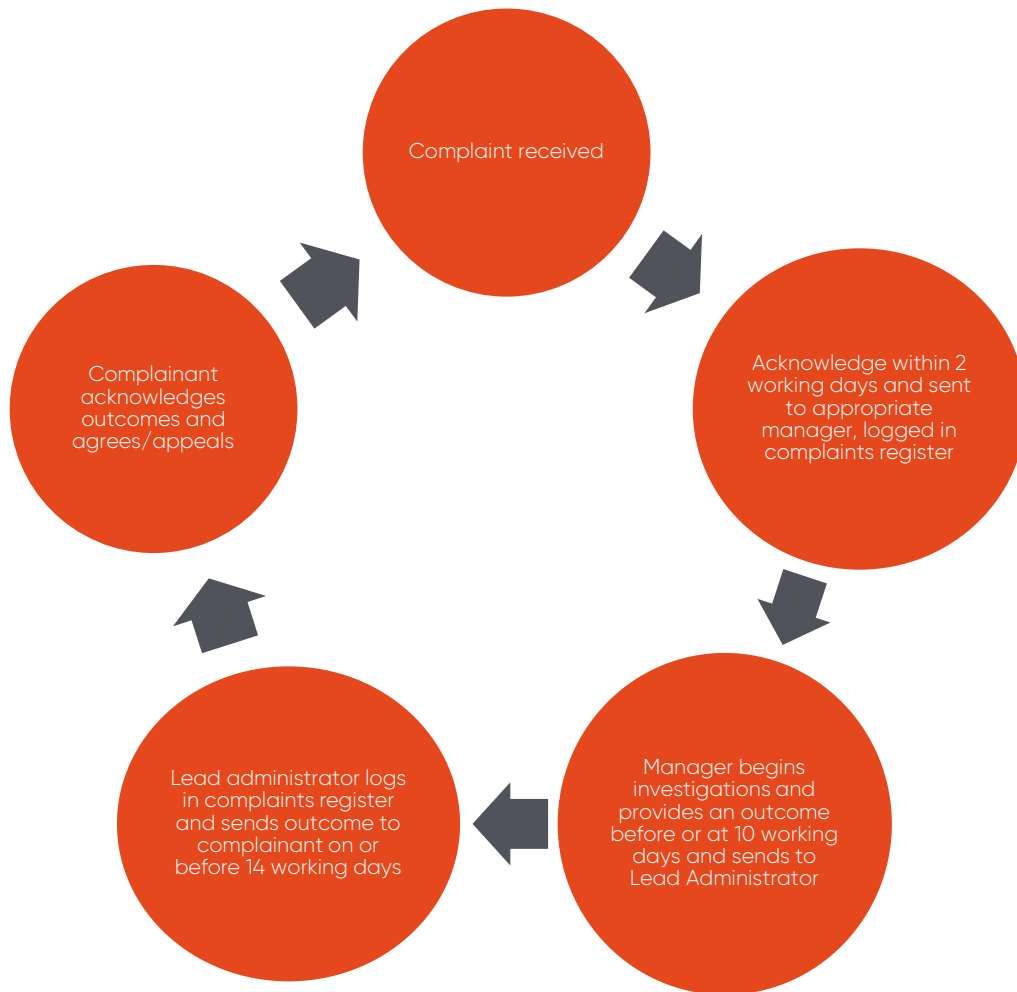 Complaint received
Acknowledge within 2
working days and sent
to appropriate
manager, logged in
complaints register
Manager begins
investigations and
provides an outcome
before or at 10 working
days and sends to
Lead Administrator
Lead administrator logs
in complaints register
and sends outcome to
complainant on or
before 14 working days
Complainant
acknowledges
outcomes and
agrees/appeals